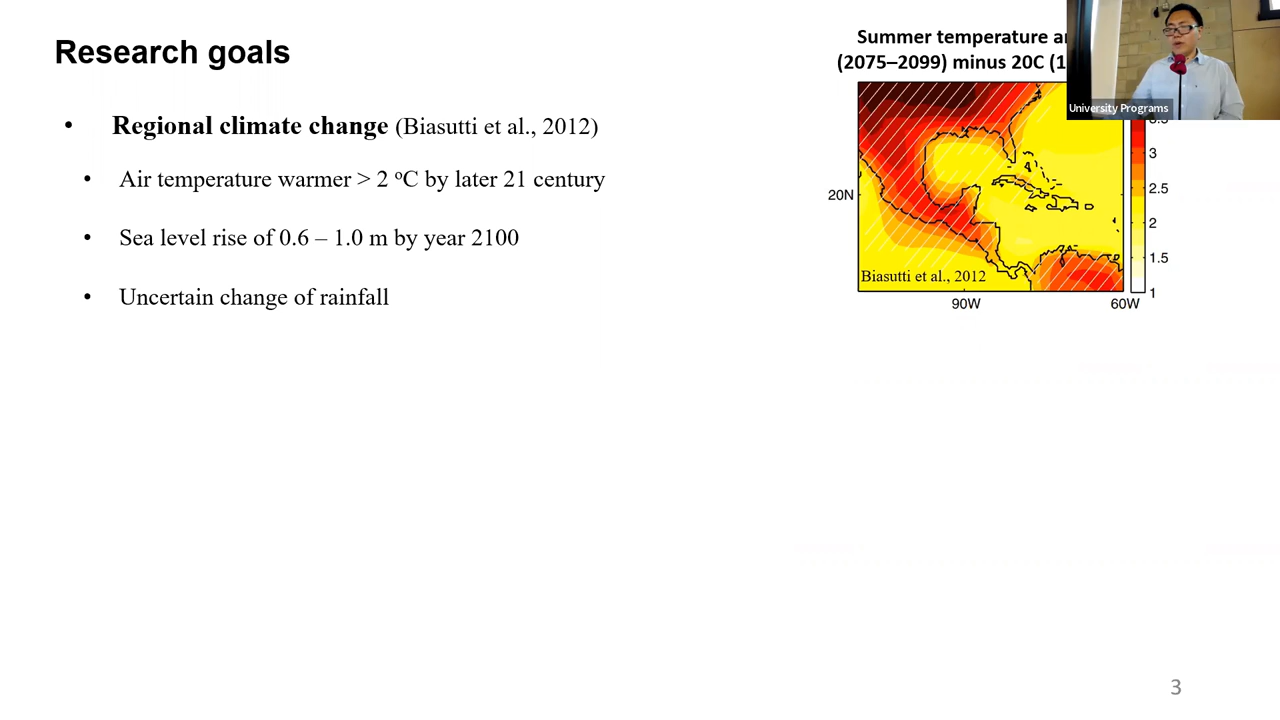 Research goals
• Regional climate change (Biasutti et al., 2012)
• Air temperature warmer > 2 ºC by later 21 century
• Sea level rise of 0.6 – 1.0 m by year 2100
• Uncertain change of rainfall
Summer temperature
(2075–2099) minus 20C
University Programs
3
2.5
2
1.5
1
20N
Biasutti et al., 2012
90W
60W
3